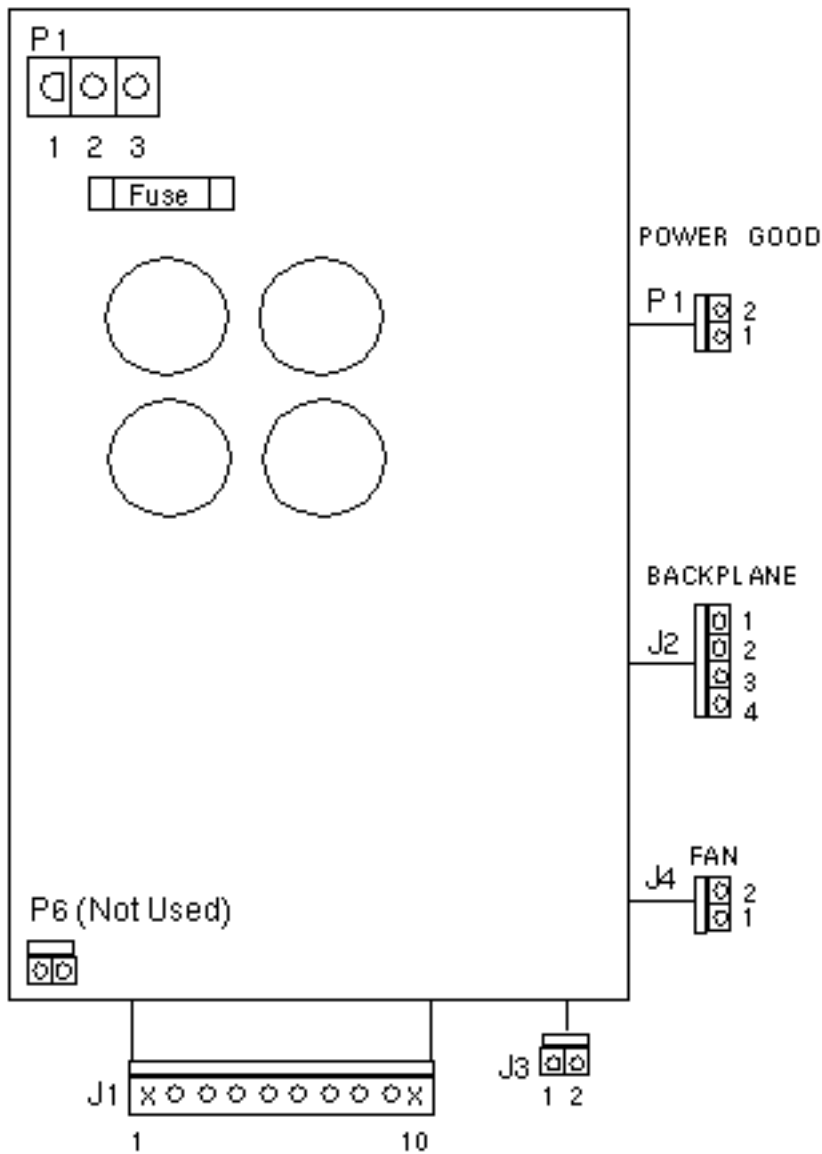 P1
1 2 3
Fuse
POWER GOOD
P1
2
1
BACKPLANE
J2
1
2
3
4
FAN
J4
2
1
P6 (Not Used)
J1
X X
1 10
J3
1 2